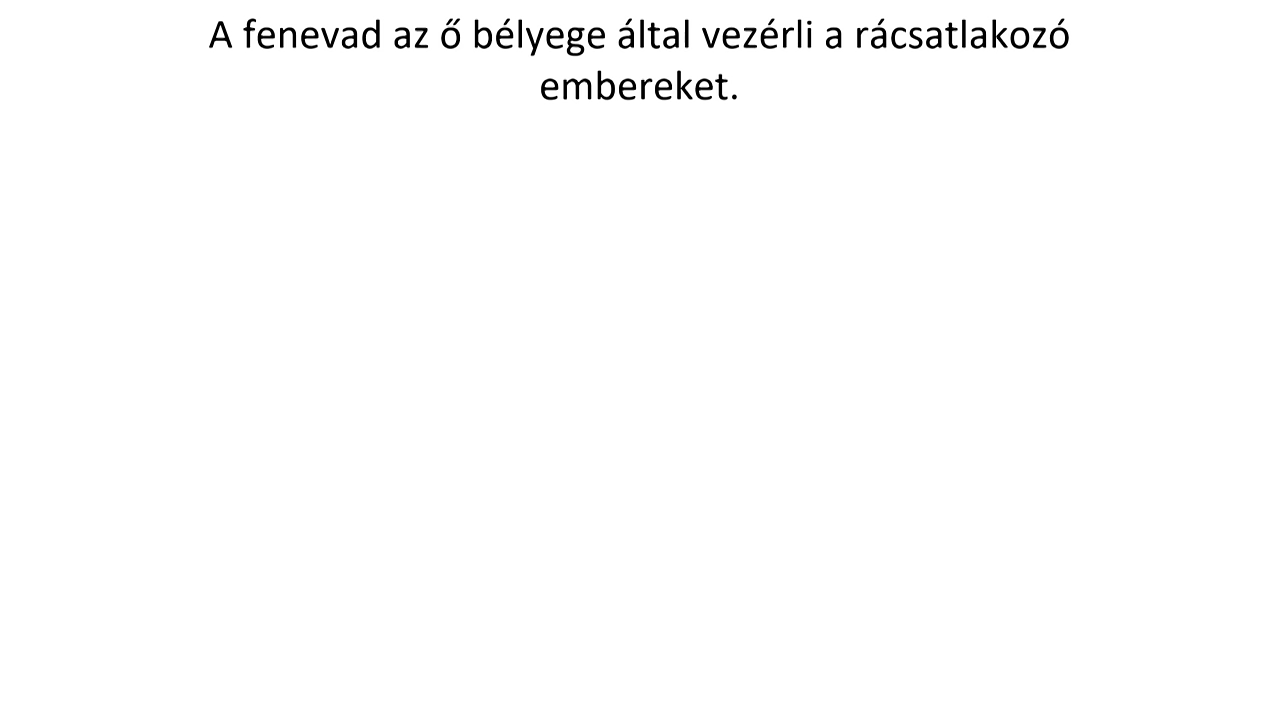 A fenevad az ő bélyege által vezérli a rácsatlakozó
embereket.